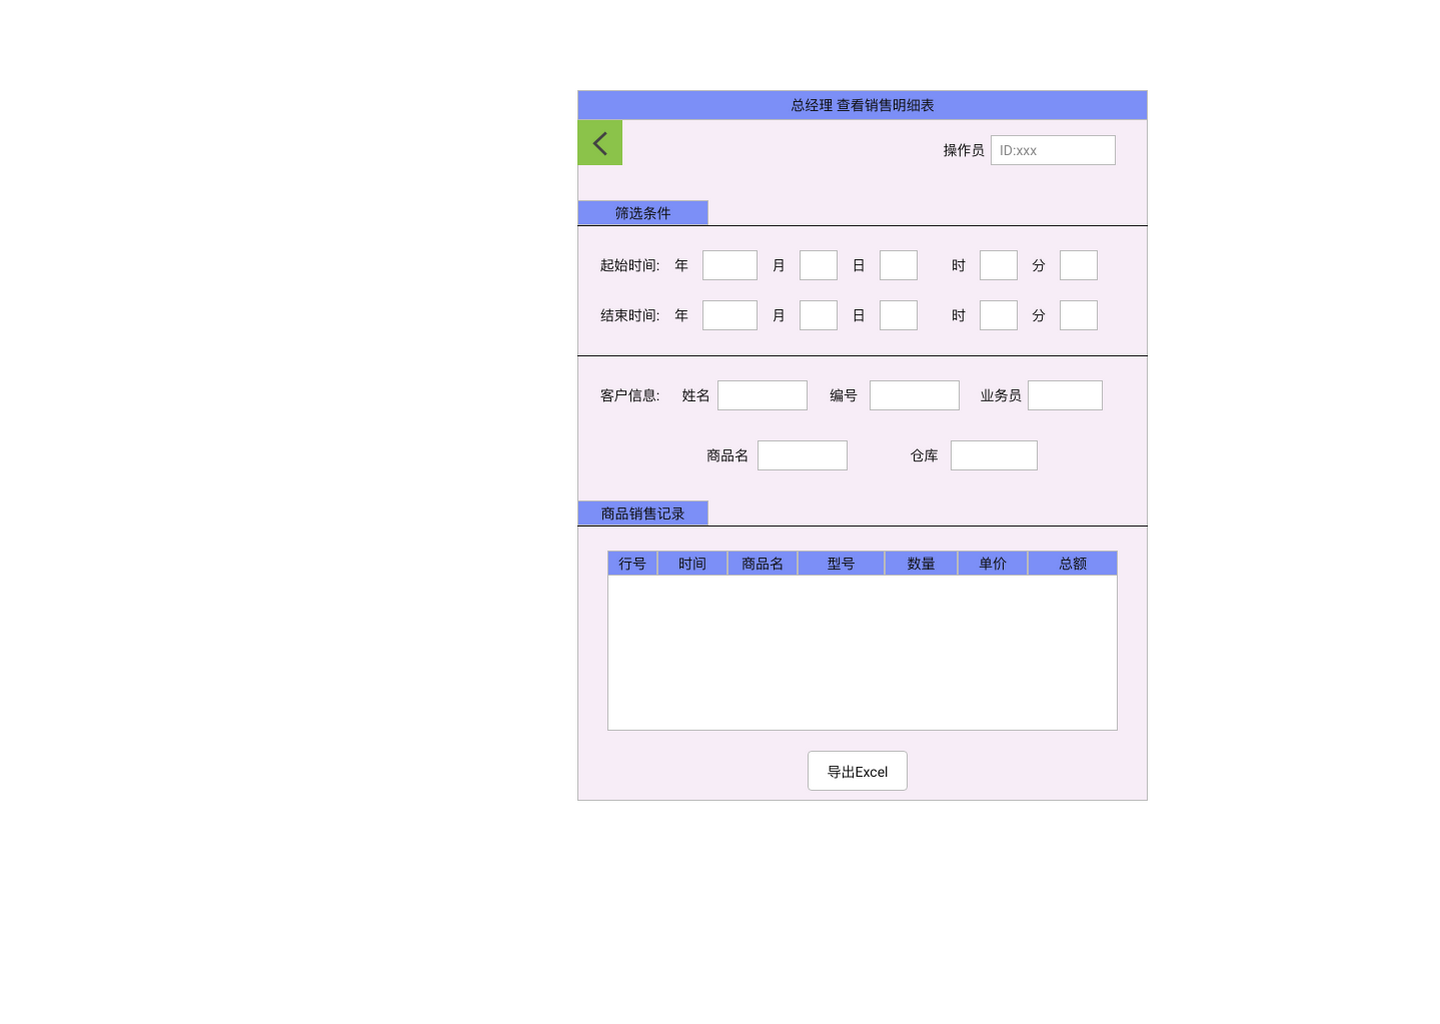 总经理 查看销售明细表
操作员 ID:xxx
筛选条件
起始时间: 年 月 日 时 分
结束时间: 年 月 日 时 分
客户信息: 姓名 编号 业务员
商品名 仓库
商品销售记录
行号 时间 商品名 型号 数量 单价 总额
导出Excel